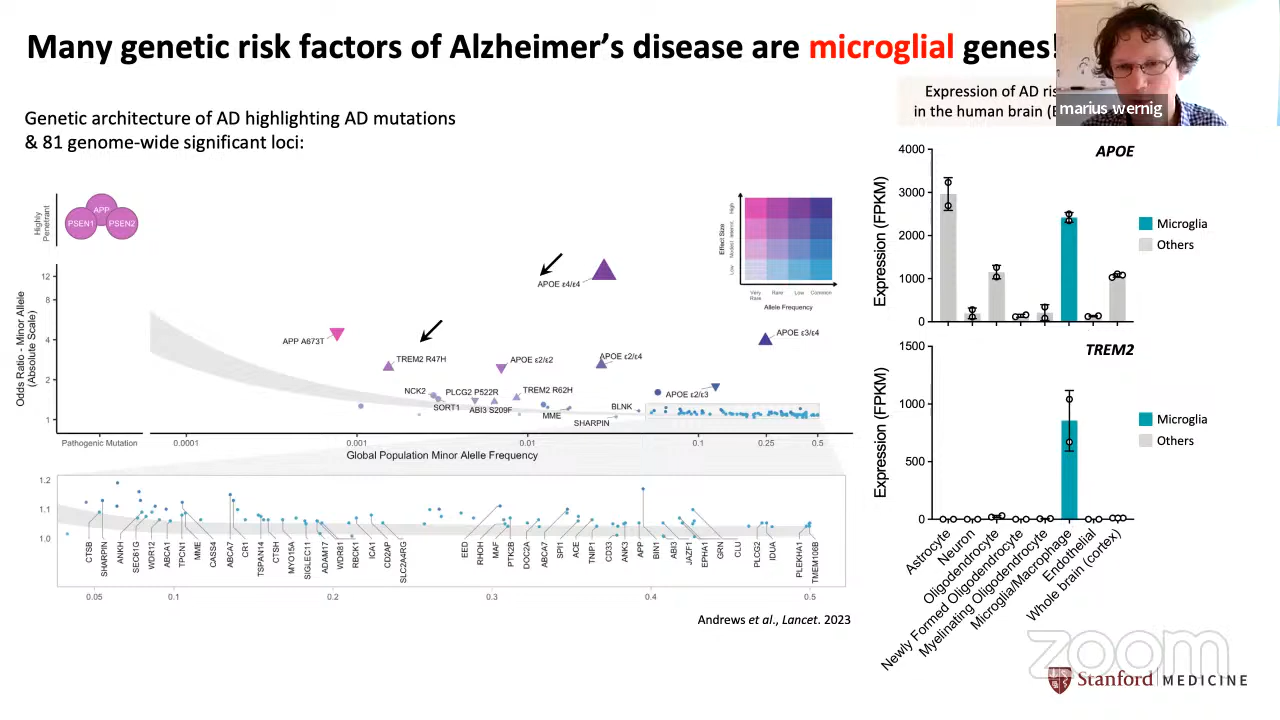 Many genetic risk factors of Alzheimer's disease are microglial genes!
Genetic architecture of AD highlighting AD mutations
& 81 genome-wide significant loci:
Expression of AD
in the human brain
marius wernig
Highly
Penetrant
APP
PSEN1
PSEN2
Odds Ratio - Minor Allele
(Absolute Scale)
12
8
4
2
1
APOE ε4/ε4
APP A673T
TREM2 R47H
APOE ε2/ε2
APOE ε2/ε4
APOE ε3/ε4
NCK2
PLCG2 P522R
TREM2 R62H
APOE ε2/ε3
SORT1
ABI3 S209F
MME
BLNK
SHARPIN
Effect Size
Low
Modest
High
Very
Rare
Rare
Low
Common
Allele Frequency
Pathogenic Mutation
0.0001
0.001
0.01
0.1
0.25
0.5
Global Population Minor Alelle Frequency
1.2
1.1
1.0
CTSB
SHARPIN
ANKH
SEC61G
WDR12
ABCA1
TPCN1
MME
CASS4
ABCA7
CR1
TSPAN14
CTSH
MYO15A
SIGLEC11
ADAM17
WDR81
RBCK1
ICA1
CD2AP
SLC2A4RG
EED
RHOH
MAF
PTK2B
DOC2A
ABCA7
SPI1
ACE
TNIP1
CD33
ANK3
APP
BIN1
ABI3
JAZF1
EPHA1
GRN
CLU
PLCG2
IDUA
PLEKHA1
TMEM106B
0.05
0.1
0.2
0.3
0.4
0.5
Andrews et al., Lancet. 2023
APOE
Expression (FPKM)
4000
3000
2000
1000
0
Microglia
Others
TREM2
Expression (FPKM)
1500
1000
500
0
Microglia
Others
Astrocyte
Neuron
Oligodendrocyte
Newly Formed Oligodendrocyte
Myelinating Oligodendrocyte
Microglia/Macrophage
Endothelial
Whole brain (cortex)
zoom
Stanford MEDICINE